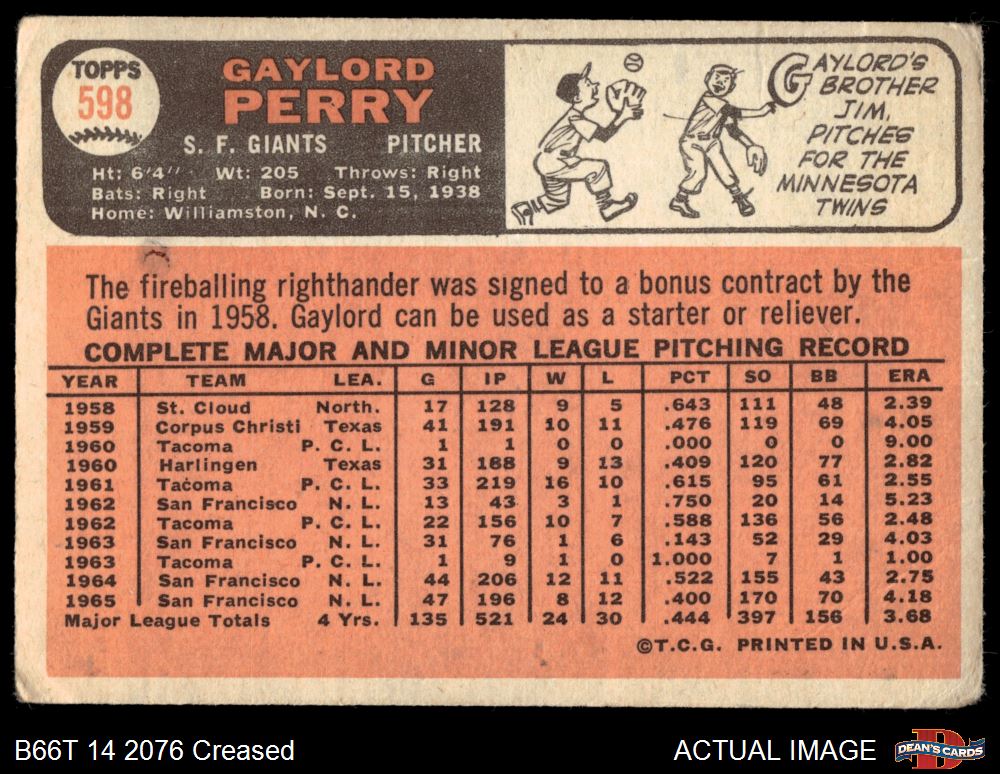 TOPPS
598
GAYLORD
PERRY
S. F. GIANTS PITCHER
Ht: 6'4" Wt: 205 Throws: Right
Bats: Right Born: Sept. 15, 1938
Home: Williamston, N. C.
GAYLORD'S
BROTHER
JIM,
PITCHES
FOR THE
MINNESOTA
TWINS
The fireballing righthander was signed to a bonus contract by the
Giants in 1958. Gaylord can be used as a starter or reliever.
COMPLETE MAJOR AND MINOR LEAGUE PITCHING RECORD
YEAR TEAM LEA. G IP W L PCT SO BB ERA
1958 St. Cloud North. 17 128 9 5 .643 111 48 2.39
1959 Corpus Christi Texas 41 191 10 11 .476 119 69 4.05
1960 Tacoma P. C. L. 1 1 0 0 .000 0 0 9.00
1960 Harlingen Texas 31 188 9 13 .409 120 77 2.82
1961 Tacoma P. C. L. 33 219 16 10 .615 95 61 2.55
1962 San Francisco N. L. 13 43 3 1 .750 20 14 5.23
1962 Tacoma P. C. L. 22 156 10 7 .588 136 56 2.48
1963 San Francisco N. L. 31 76 1 6 .143 52 29 4.03
1963 Tacoma P. C. L. 1 9 1 0 1.000 7 1 1.00
1964 San Francisco N. L. 44 206 12 11 .522 155 43 2.75
1965 San Francisco N. L. 47 196 8 12 .400 170 70 4.18
Major League Totals 4 Yrs. 135 521 24 30 .444 397 156 3.68
©T.C.G. PRINTED IN U.S.A.
B66T 14 2076 Creased
ACTUAL IMAGE
DEAN'S CARDS